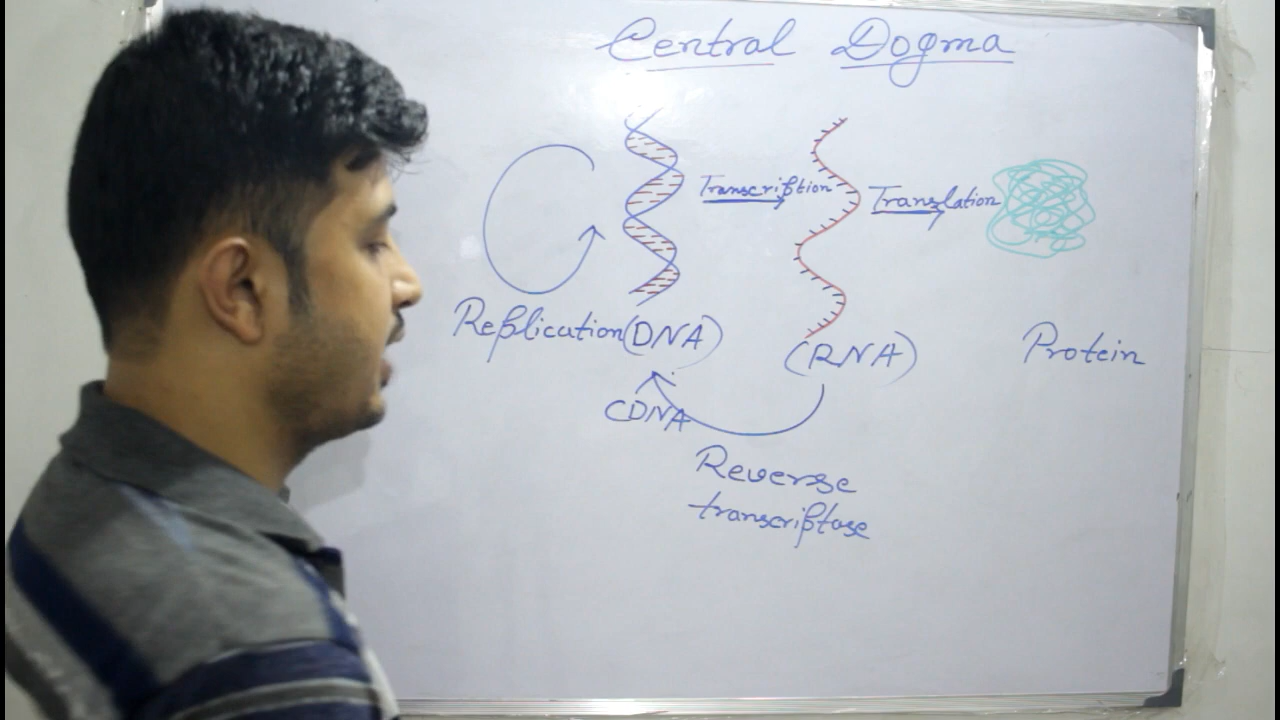 Central Dogma
Transcription
Translation
Replication (DNA)
(RNA)
Protein
CDNA
Reverse
transcriptase